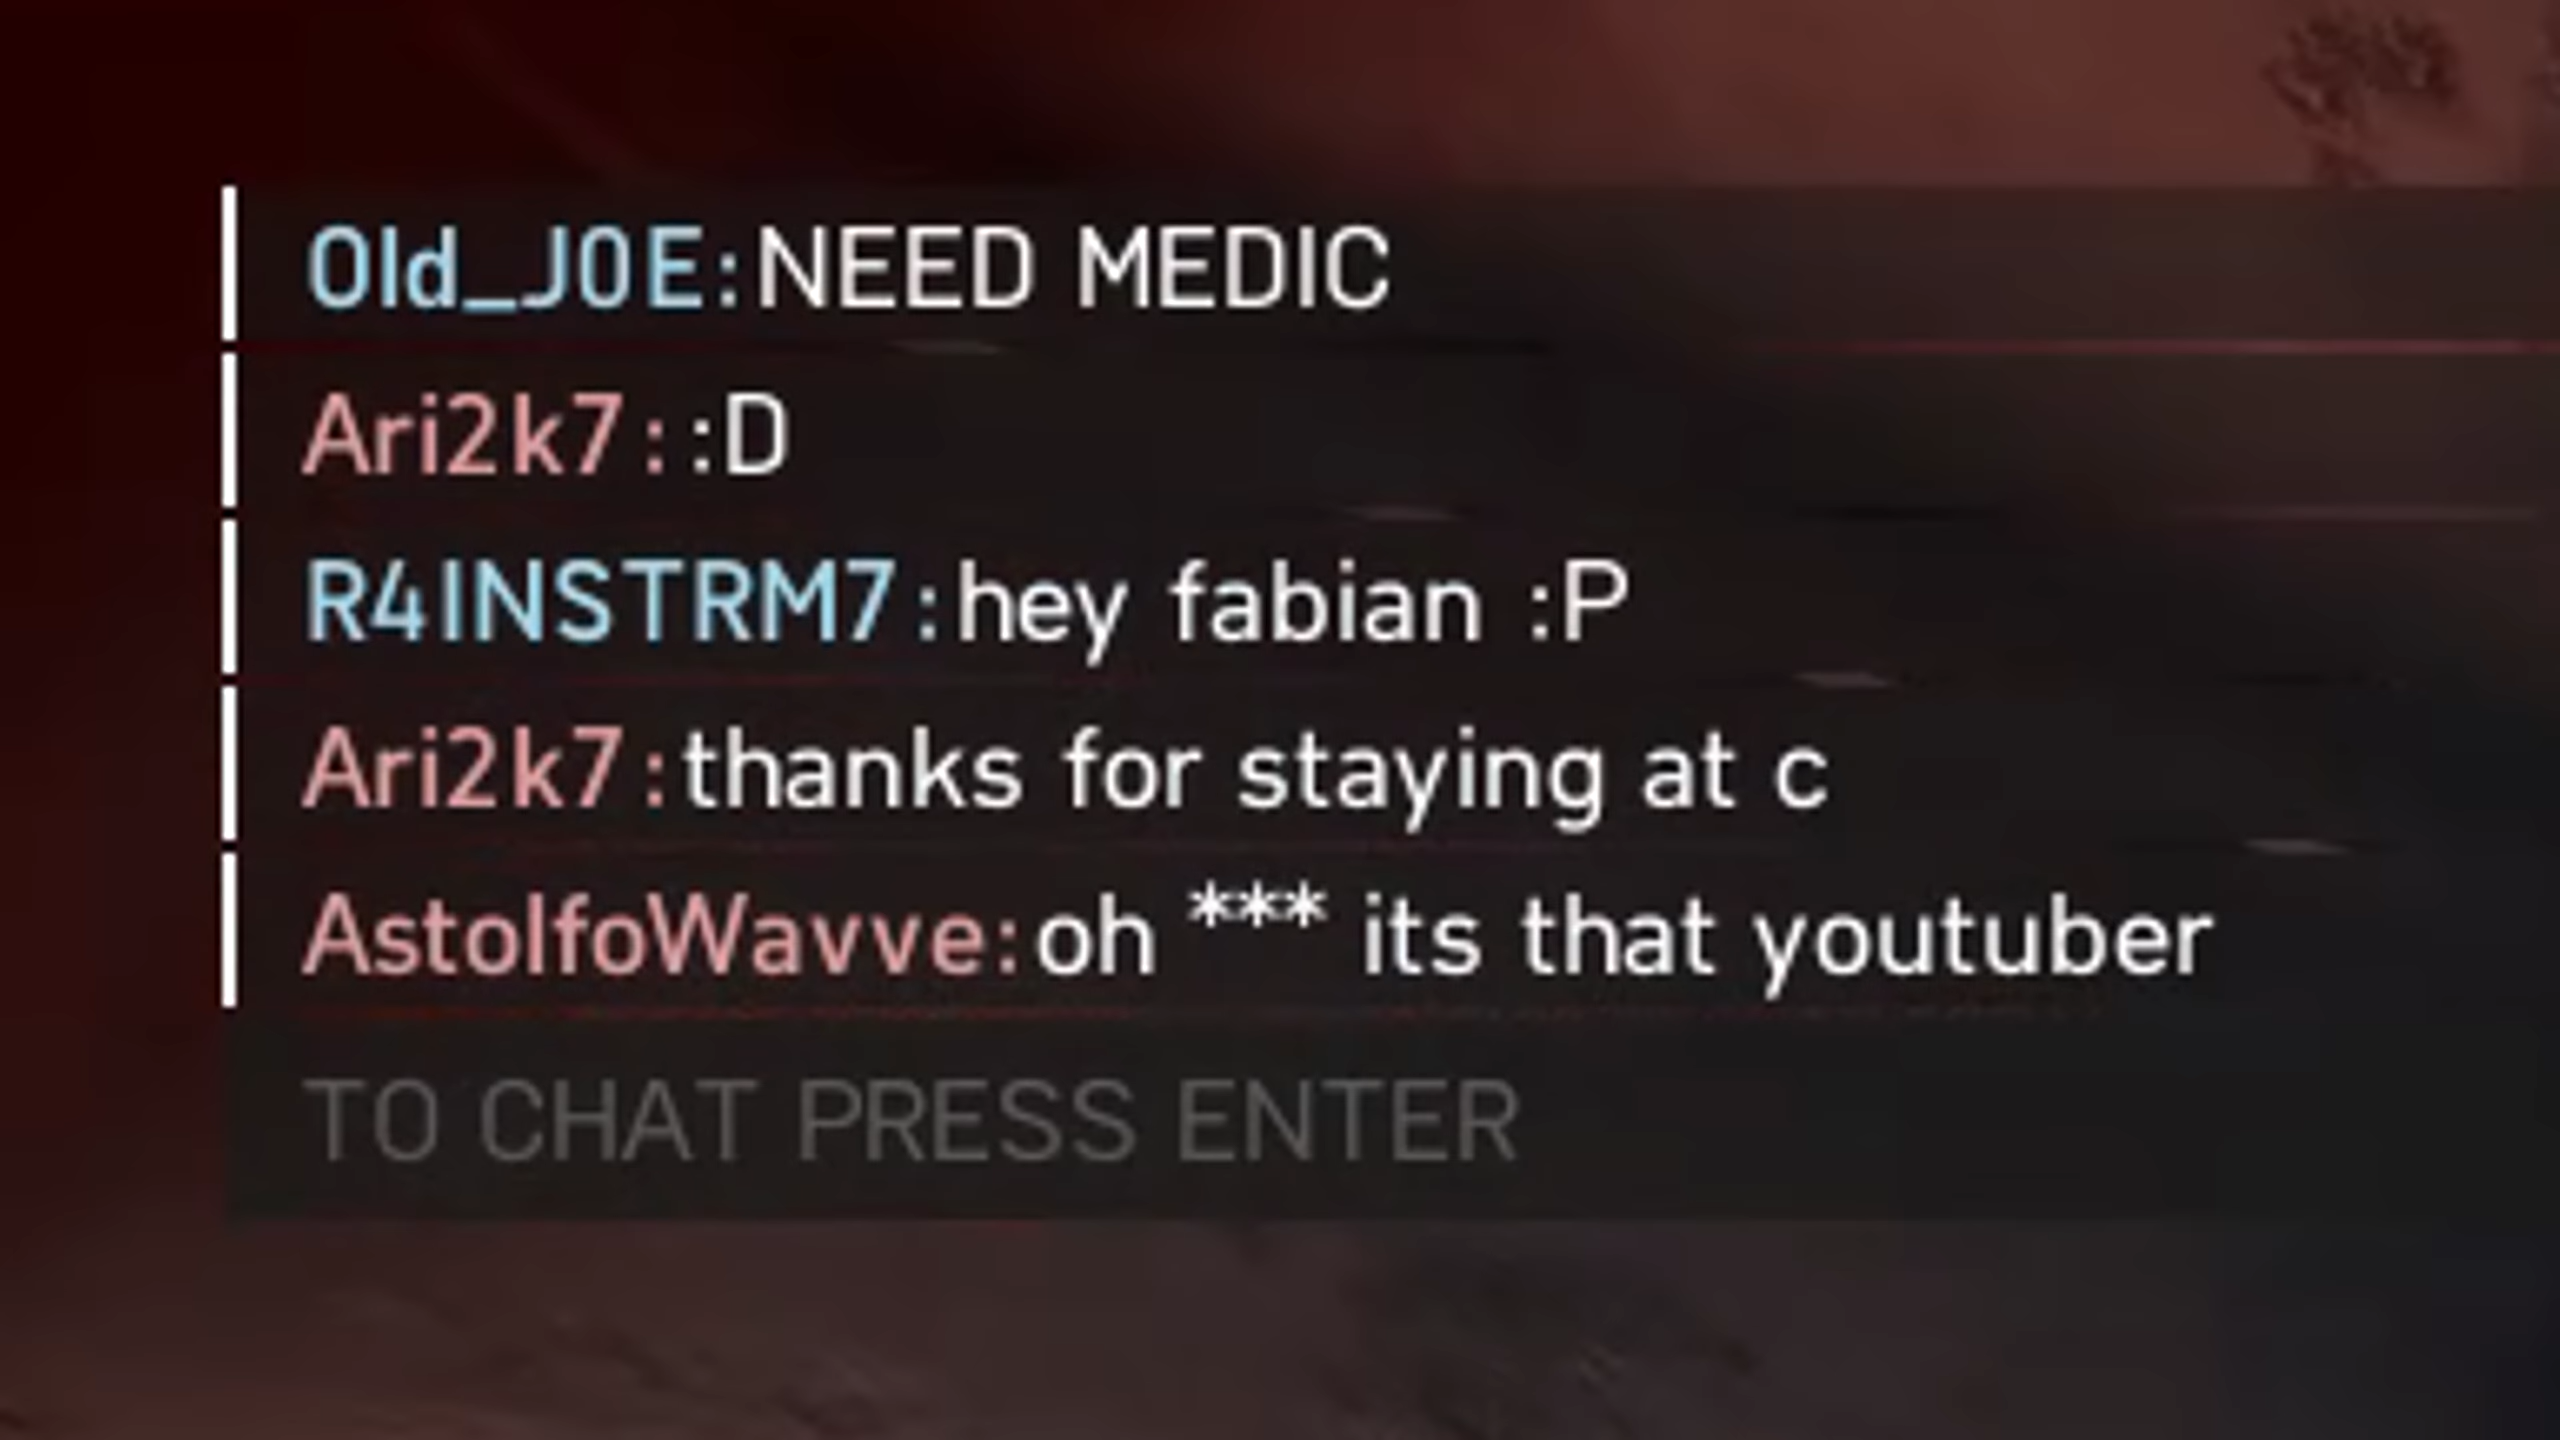 Old_J0E:NEED MEDIC
Ari2k7: :D
R4INSTRM7:hey fabian :P
Ari2k7:thanks for staying at c
AstolfoWavve:oh *** its that youtuber
TO CHAT PRESS ENTER